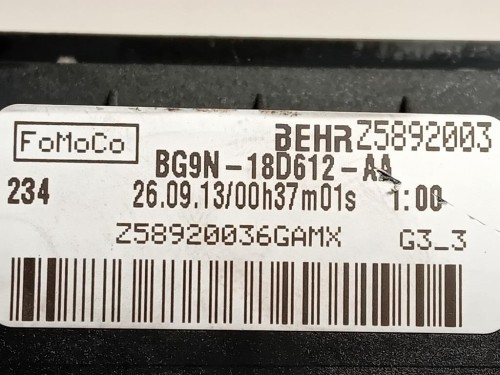 FoMoCo BEHR Z5892003
BG9N-18D612-AA
234 26.09.13/00h37m01s 1:00
Z58920036GAMX G3_3